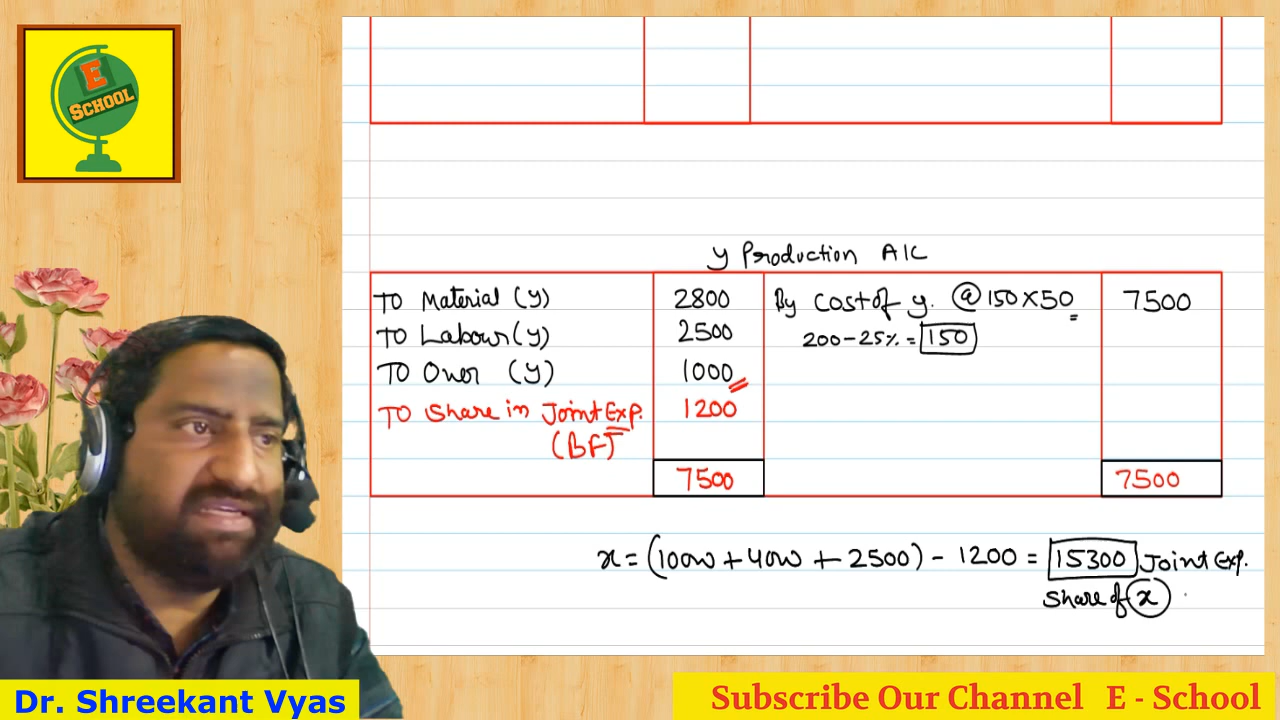 E
SCHOOL
y Production A/C
TO Material (y) 2800 By Cost of y. @ 150 X 50 7500
TO Labour (y) 2500 200-25% = 150
TO Over (y) 1000
TO Share in Joint Exp. 1200
(BF)
7500 7500
x = (10000 + 4000 + 2500) - 1200 = 15300 Joint Exp.
Share of x
Dr. Shreekant Vyas
Subscribe Our Channel E - School